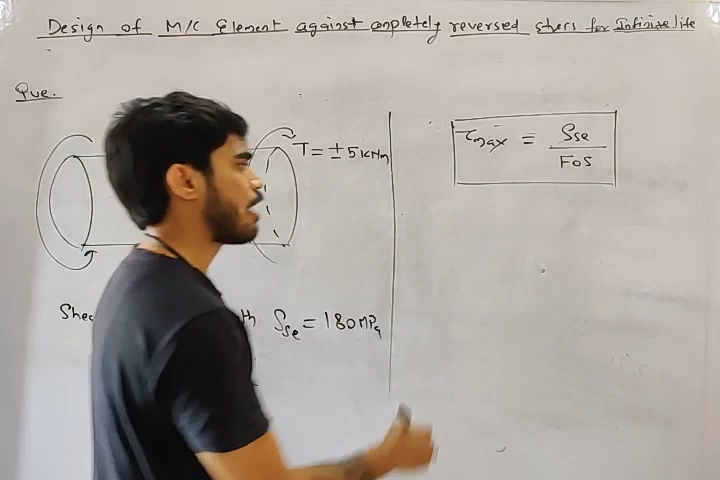 Design of M/C Element against completely reversed stress for Infinite life
Que.
T = ± 5 kNm
τmax = Sse / FOS
Sse = 180 MPa